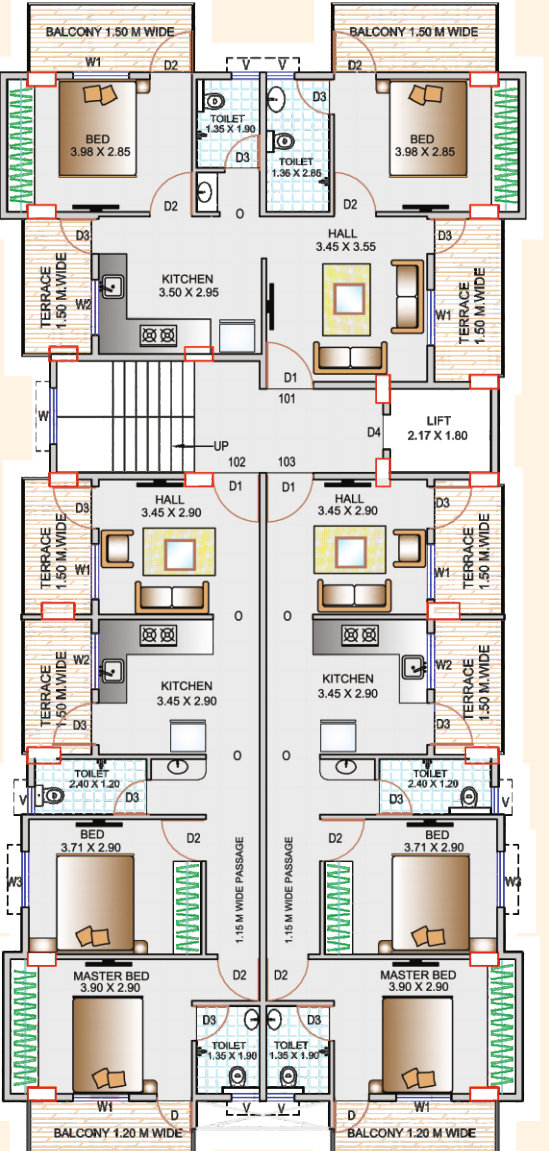 BALCONY 1.50 M WIDE
BALCONY 1.50 M WIDE
W1
D2
V
V
D2
D3
BED
3.98 X 2.85
TOILET
1.35 X 1.90
D3
TOILET
1.35 X 2.85
BED
3.98 X 2.85
D2
O
D2
D3
HALL
3.45 X 3.55
D3
TERRACE
1.50 M.WIDE
W2
KITCHEN
3.50 X 2.95
W1
TERRACE
1.50 M.WIDE
D1
101
W
UP
D4
LIFT
2.17 X 1.80
102
103
D3
HALL
3.45 X 2.90
D1
D1
HALL
3.45 X 2.90
D3
TERRACE
1.50 M.WIDE
W1
W1
TERRACE
1.50 M.WIDE
O
O
TERRACE
1.50 M.WIDE
W2
KITCHEN
3.45 X 2.90
KITCHEN
3.45 X 2.90
W2
TERRACE
1.50 M.WIDE
D3
D3
O
O
TOILET
2.40 X 1.20
TOILET
2.40 X 1.20
V
D3
D3
V
BED
3.71 X 2.90
D2
D2
BED
3.71 X 2.90
W3
1.15 M WIDE PASSAGE
1.15 M WIDE PASSAGE
W3
MASTER BED
3.90 X 2.90
D2
D2
MASTER BED
3.90 X 2.90
D3
D3
TOILET
1.35 X 1.90
TOILET
1.35 X 1.90
W1
D
V
V
D
W1
BALCONY 1.20 M WIDE
BALCONY 1.20 M WIDE